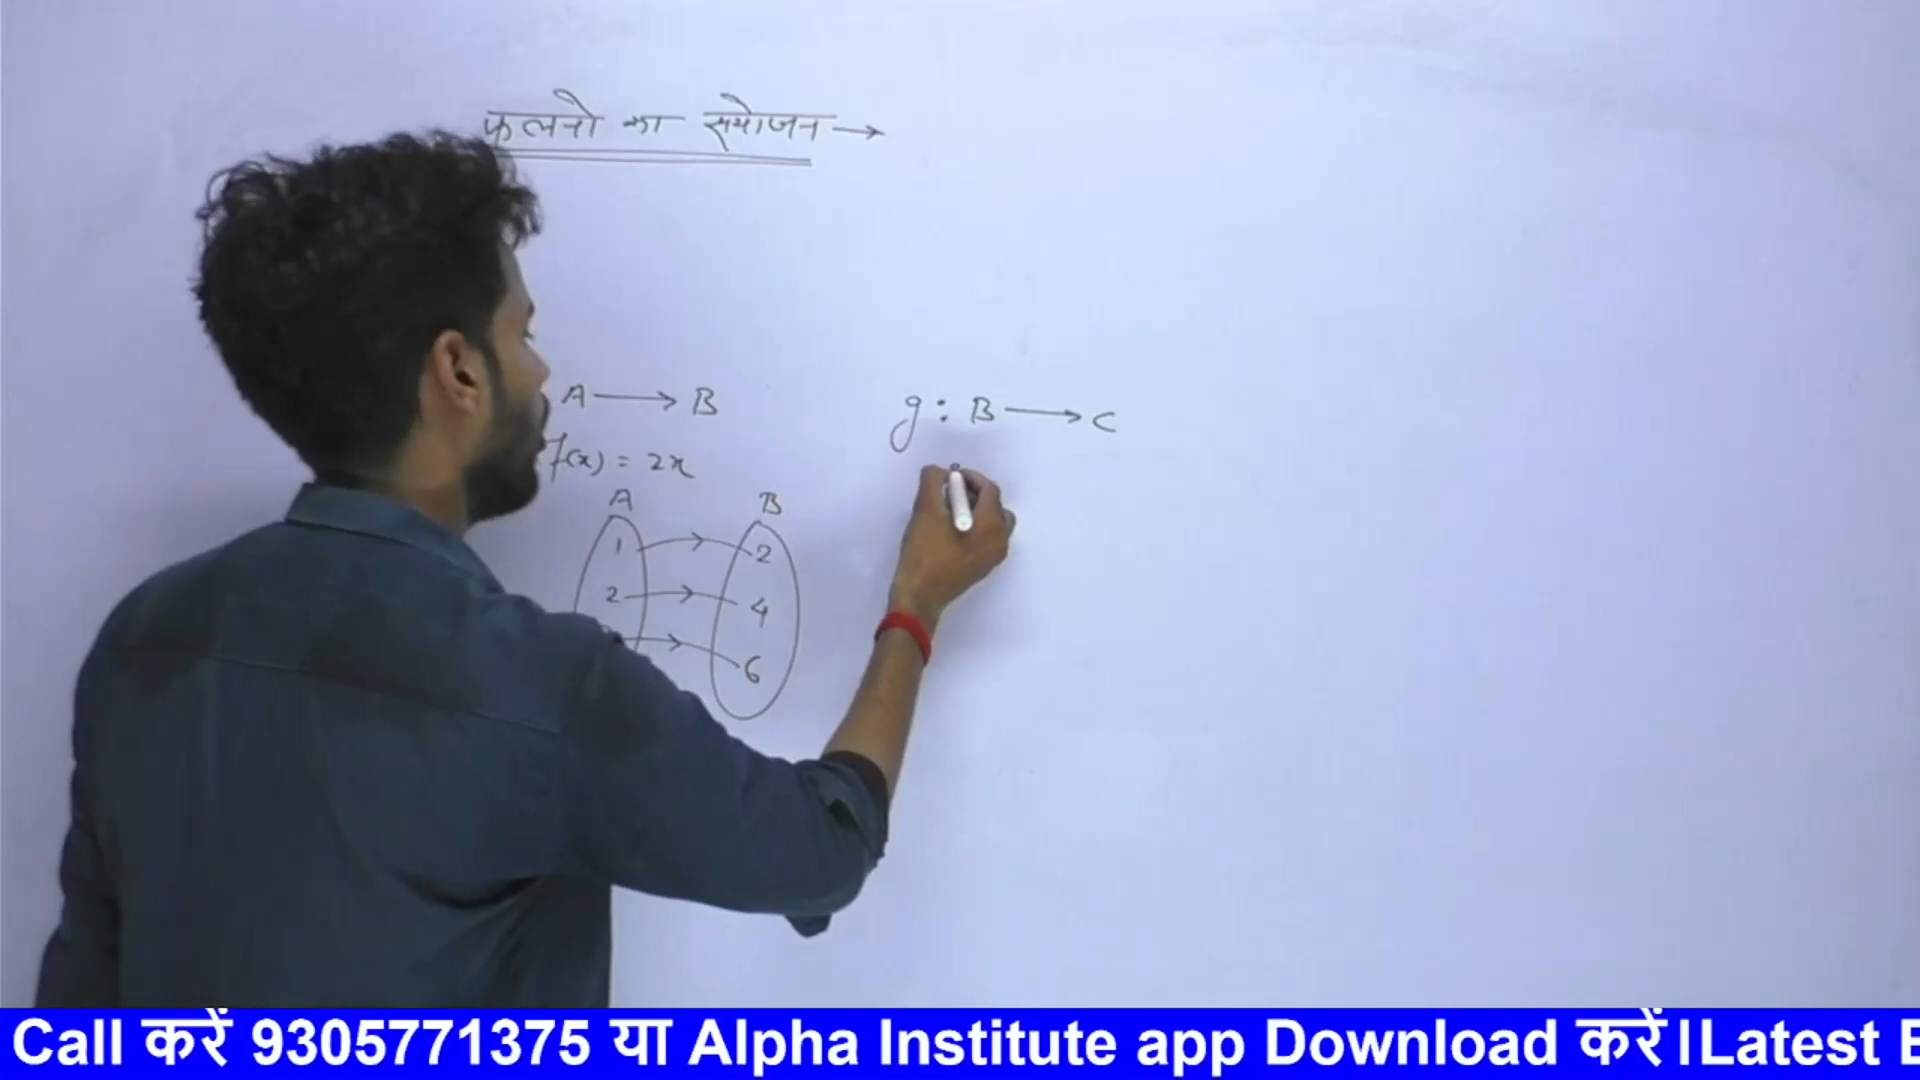 फलनो का संयोजन →
A → B
g : B → C
f(x) = 2x
A B
1 2
2 4
6
Call करें 9305771375 या Alpha Institute app Download करें।Latest